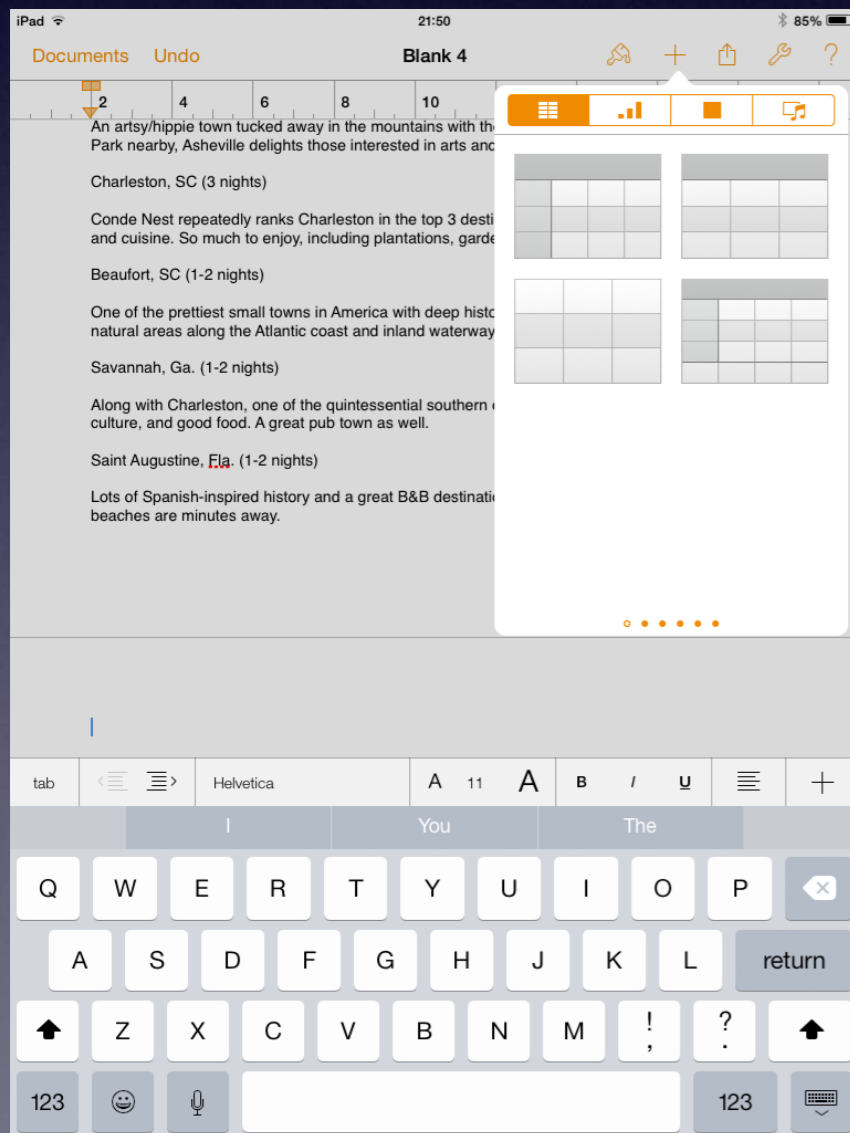 iPad 21:50 85%
Documents Undo Blank 4 ?
2 4 6 8 10
An artsy/hippie town tucked away in the mountains with the
Park nearby, Asheville delights those interested in arts and
Charleston, SC (3 nights)
Conde Nest repeatedly ranks Charleston in the top 3 desti
and cuisine. So much to enjoy, including plantations, garde
Beaufort, SC (1-2 nights)
One of the prettiest small towns in America with deep histo
natural areas along the Atlantic coast and inland waterway
Savannah, Ga. (1-2 nights)
Along with Charleston, one of the quintessential southern
culture, and good food. A great pub town as well.
Saint Augustine, Fla. (1-2 nights)
Lots of Spanish-inspired history and a great B&B destinati
beaches are minutes away.
tab Helvetica A 11 A B I U
I You The
Q W E R T Y U I O P
A S D F G H J K L return
Z X C V B N M ! , ? .
123 123